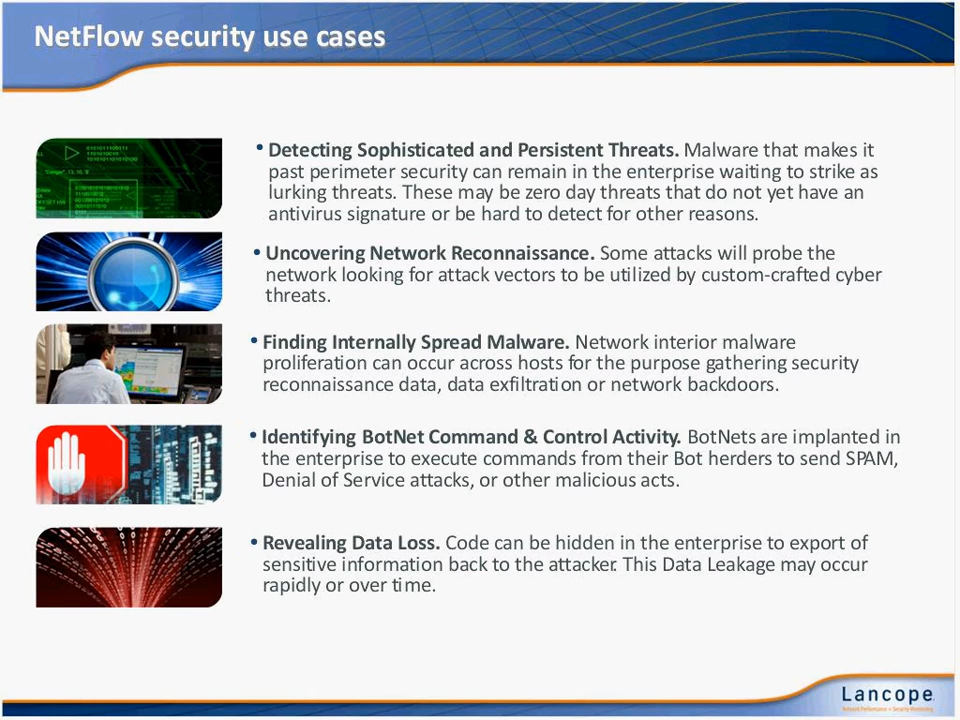 NetFlow security use cases
• Detecting Sophisticated and Persistent Threats. Malware that makes it
past perimeter security can remain in the enterprise waiting to strike as
lurking threats. These may be zero day threats that do not yet have an
antivirus signature or be hard to detect for other reasons.
• Uncovering Network Reconnaissance. Some attacks will probe the
network looking for attack vectors to be utilized by custom-crafted cyber
threats.
• Finding Internally Spread Malware. Network interior malware
proliferation can occur across hosts for the purpose gathering security
reconnaissance data, data exfiltration or network backdoors.
• Identifying BotNet Command & Control Activity. BotNets are implanted in
the enterprise to execute commands from their Bot herders to send SPAM,
Denial of Service attacks, or other malicious acts.
• Revealing Data Loss. Code can be hidden in the enterprise to export of
sensitive information back to the attacker. This Data Leakage may occur
rapidly or over time.
Lancope
Network Performance + Security Monitoring